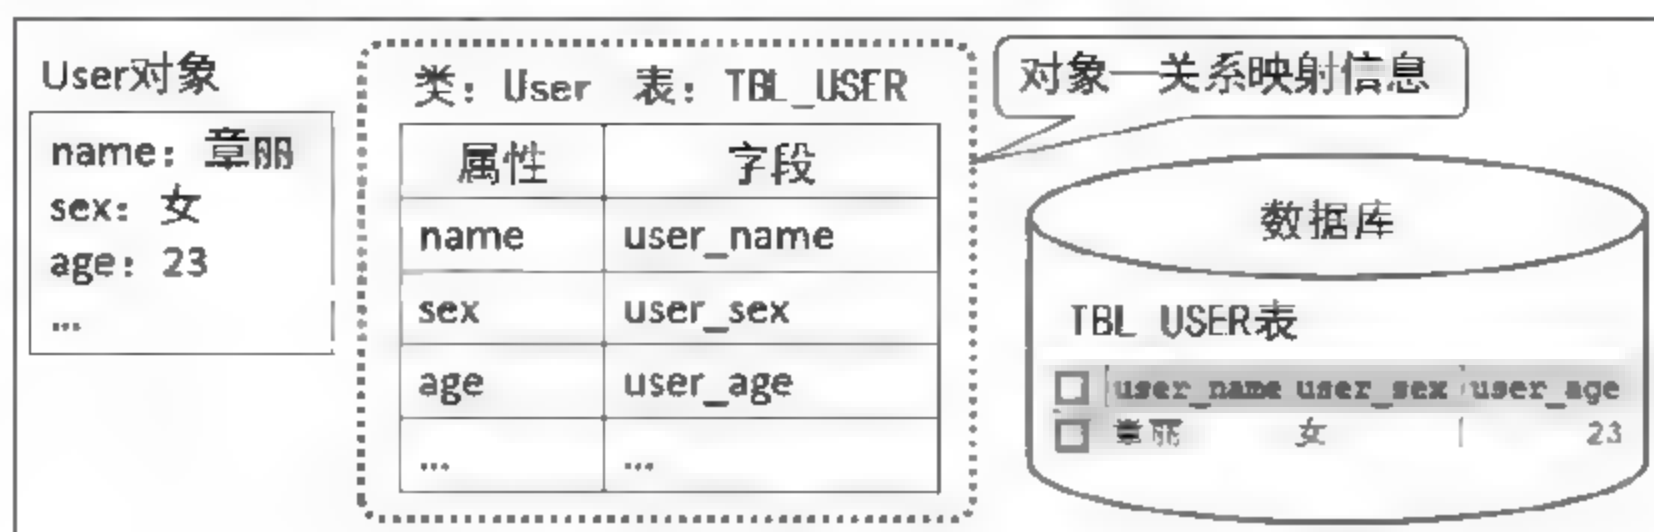 User对象
name: 章丽
sex: 女
age: 23
…
类: User 表: TBL_USER
属性 字段
name user_name
sex user_sex
age user_age
… …
对象—关系映射信息
数据库
TBL_USER表
user_name user_sex user_age
章丽 女 23